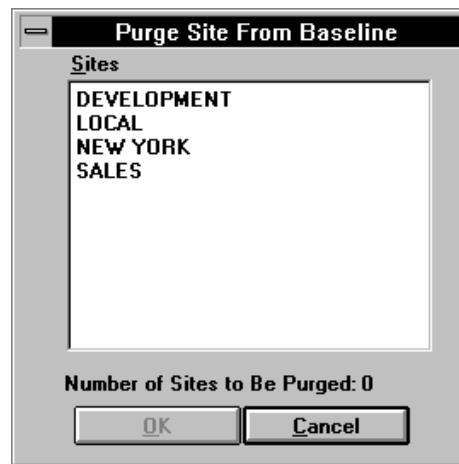 Purge Site From Baseline
Sites
DEVELOPMENT
LOCAL
NEW YORK
SALES
Number of Sites to Be Purged: 0
OK Cancel